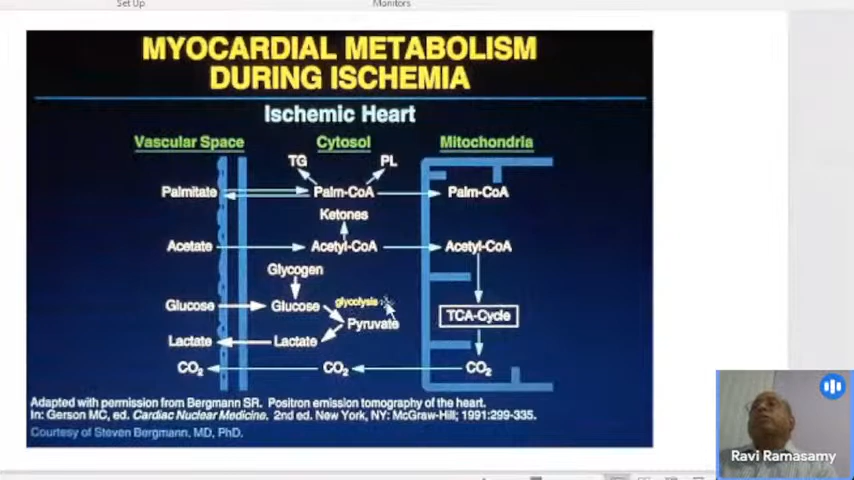 Set Up
Monitors
MYOCARDIAL METABOLISM
DURING ISCHEMIA
Ischemic Heart
Vascular Space Cytosol Mitochondria
TG PL
Palmitate Palm-CoA Palm-CoA
Ketones
Acetate Acetyl-CoA Acetyl-CoA
Glycogen
Glucose Glucose glycolysis
Pyruvate TCA-Cycle
Lactate Lactate
CO₂ CO₂ CO₂
Adapted with permission from Bergmann SR. Positron emission tomography of the heart.
In: Gerson MC, ed. Cardiac Nuclear Medicine. 2nd ed. New York, NY: McGraw-Hill; 1991:299-335.
Courtesy of Steven Bergmann, MD, PhD.
Ravi Ramasamy